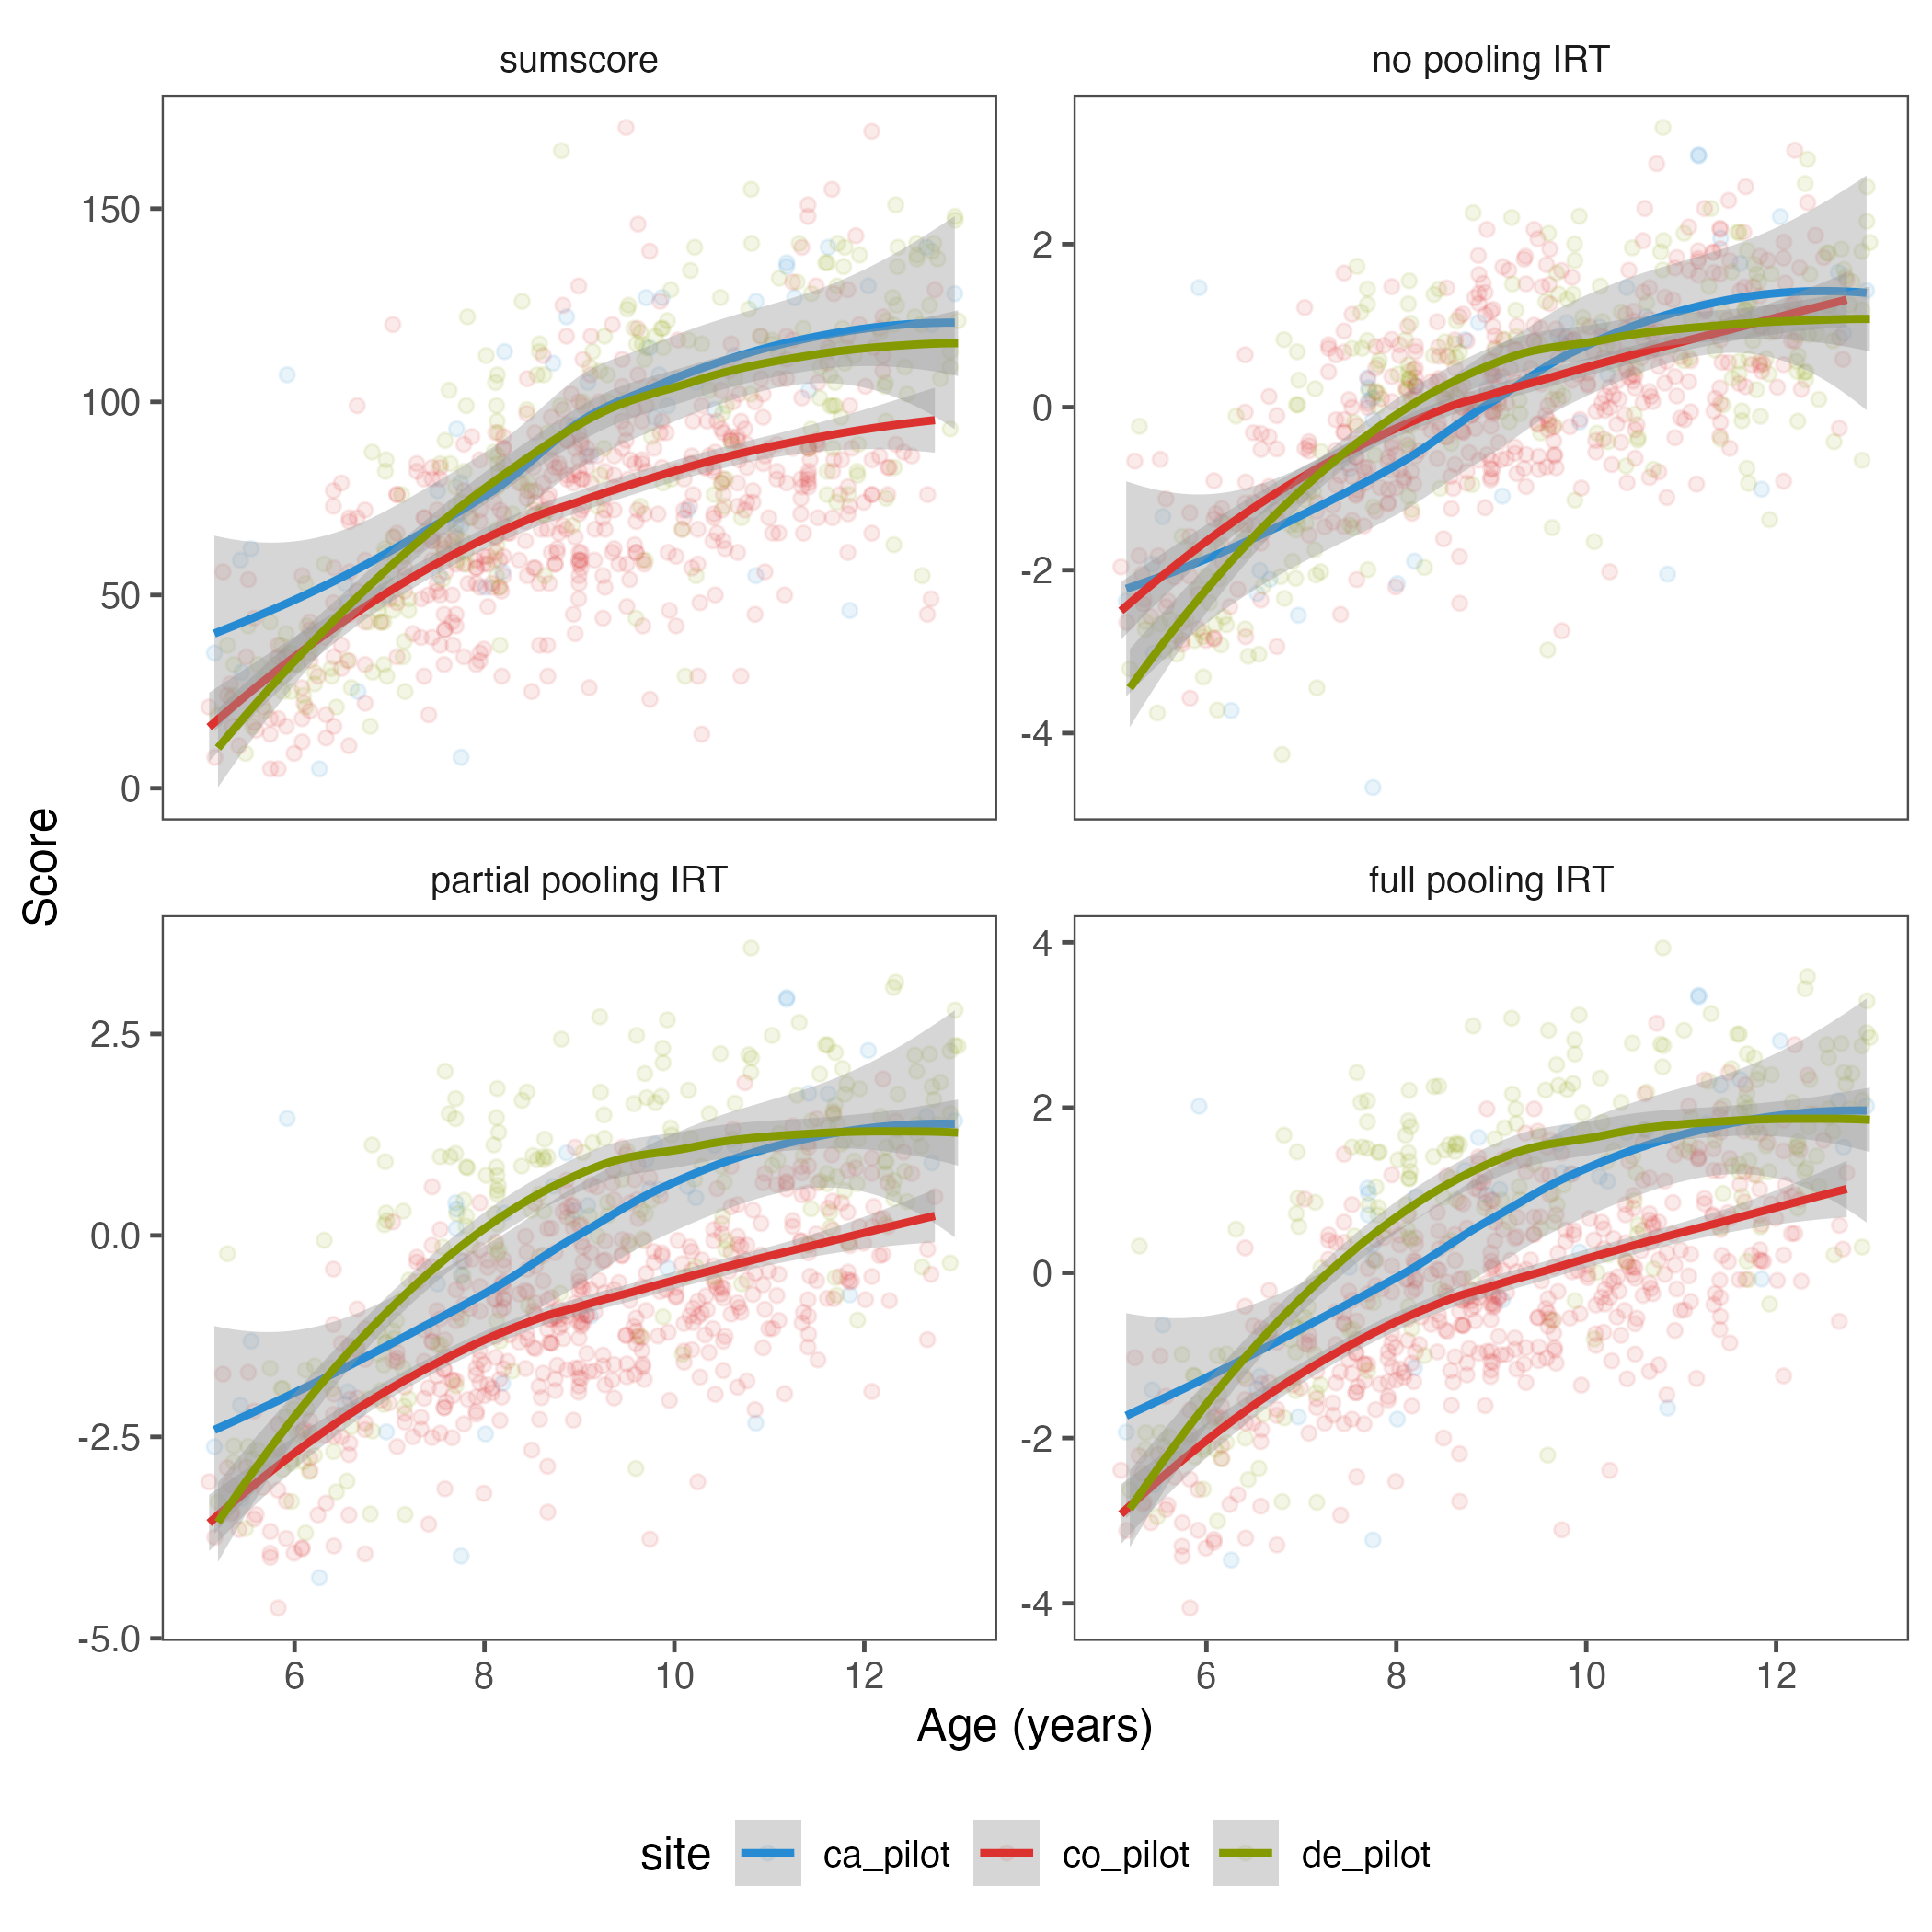 sumscore
no pooling IRT
150
100
50
0
2
0
-2
-4
Score
partial pooling IRT
full pooling IRT
2.5
0.0
-2.5
-5.0
4
2
0
-2
-4
6 8 10 12
6 8 10 12
Age (years)
site ca_pilot co_pilot de_pilot